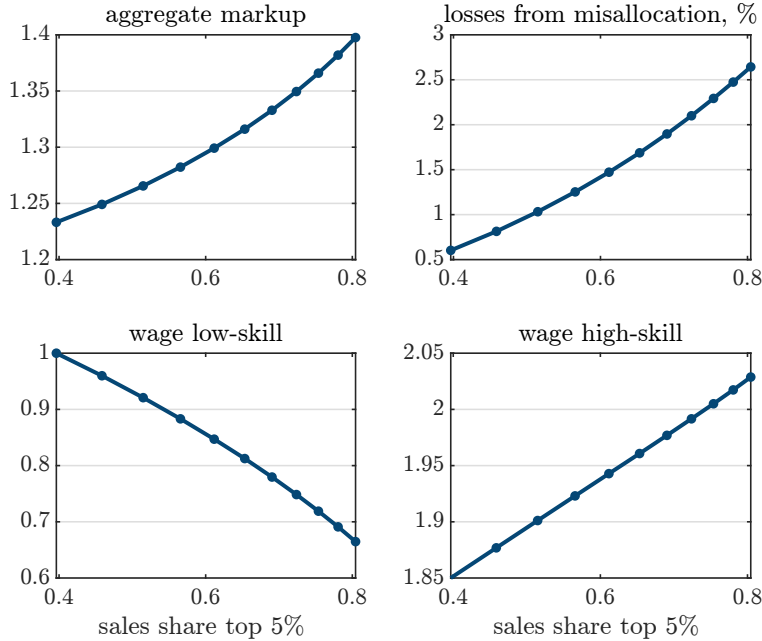 aggregate markup
1.4
1.35
1.3
1.25
1.2
0.4 0.6 0.8
losses from misallocation, %
3
2.5
2
1.5
1
0.5
0.4 0.6 0.8
wage low-skill
1
0.9
0.8
0.7
0.6
0.4 0.6 0.8
sales share top 5%
wage high-skill
2.05
2
1.95
1.9
1.85
0.4 0.6 0.8
sales share top 5%